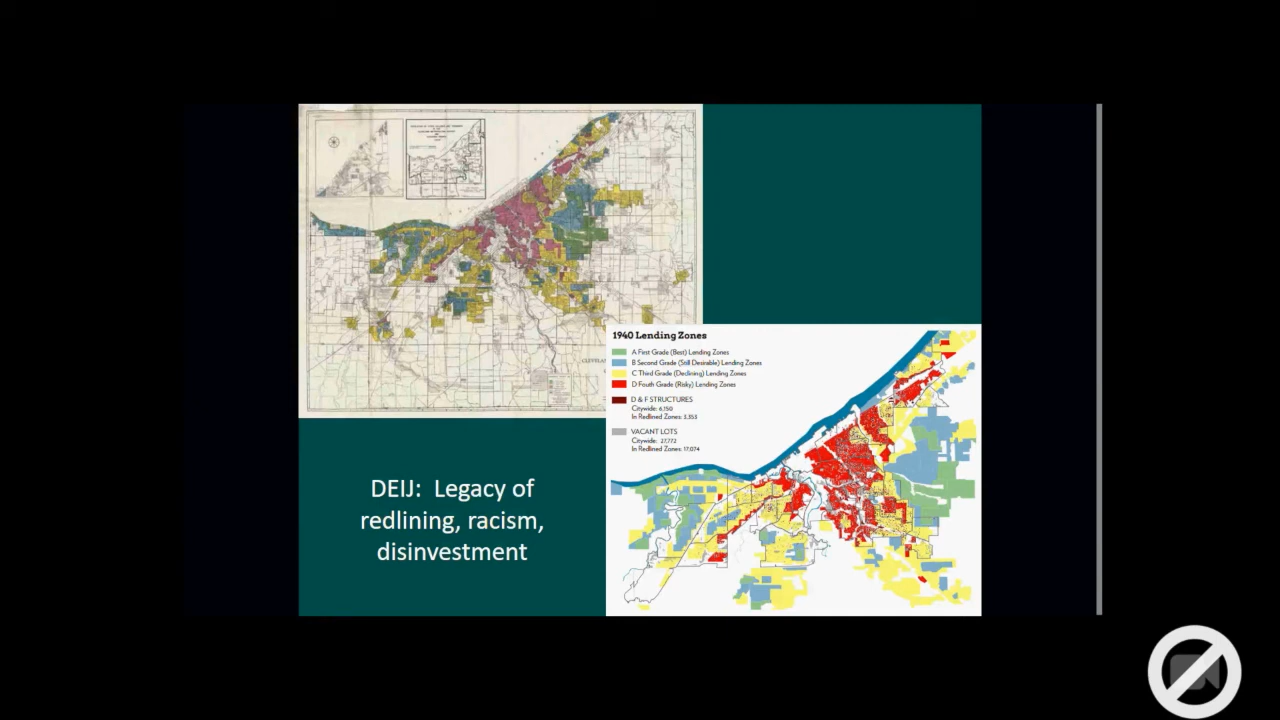 CLEVELAND
1940 Lending Zones
A First Grade (Best) Lending Zones
B Second Grade (Still Desirable) Lending Zones
C Third Grade (Declining) Lending Zones
D Fouth Grade (Risky) Lending Zones
D & F STRUCTURES
Citywide: 6,150
In Redlined Zones: 3,353
VACANT LOTS
Citywide: 27,772
In Redlined Zones: 17,074
DEIJ: Legacy of
redlining, racism,
disinvestment